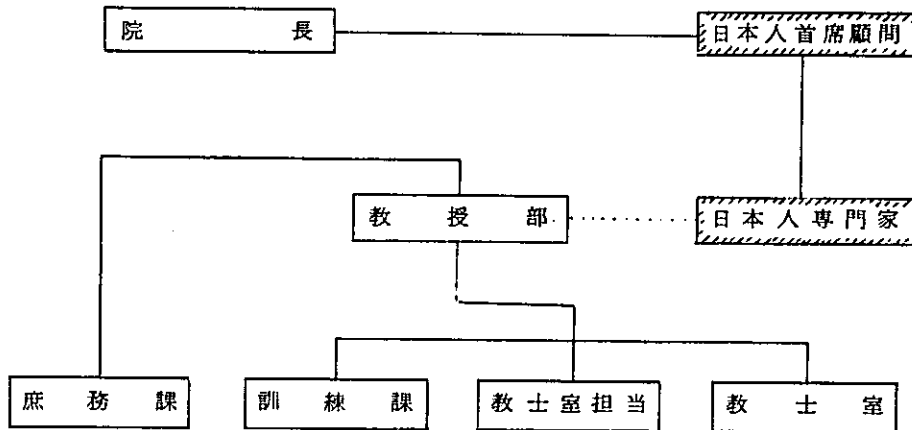 院長
日本人首席顧問
教授部
日本人専門家
庶務課
訓練課
教士室担当
教士室